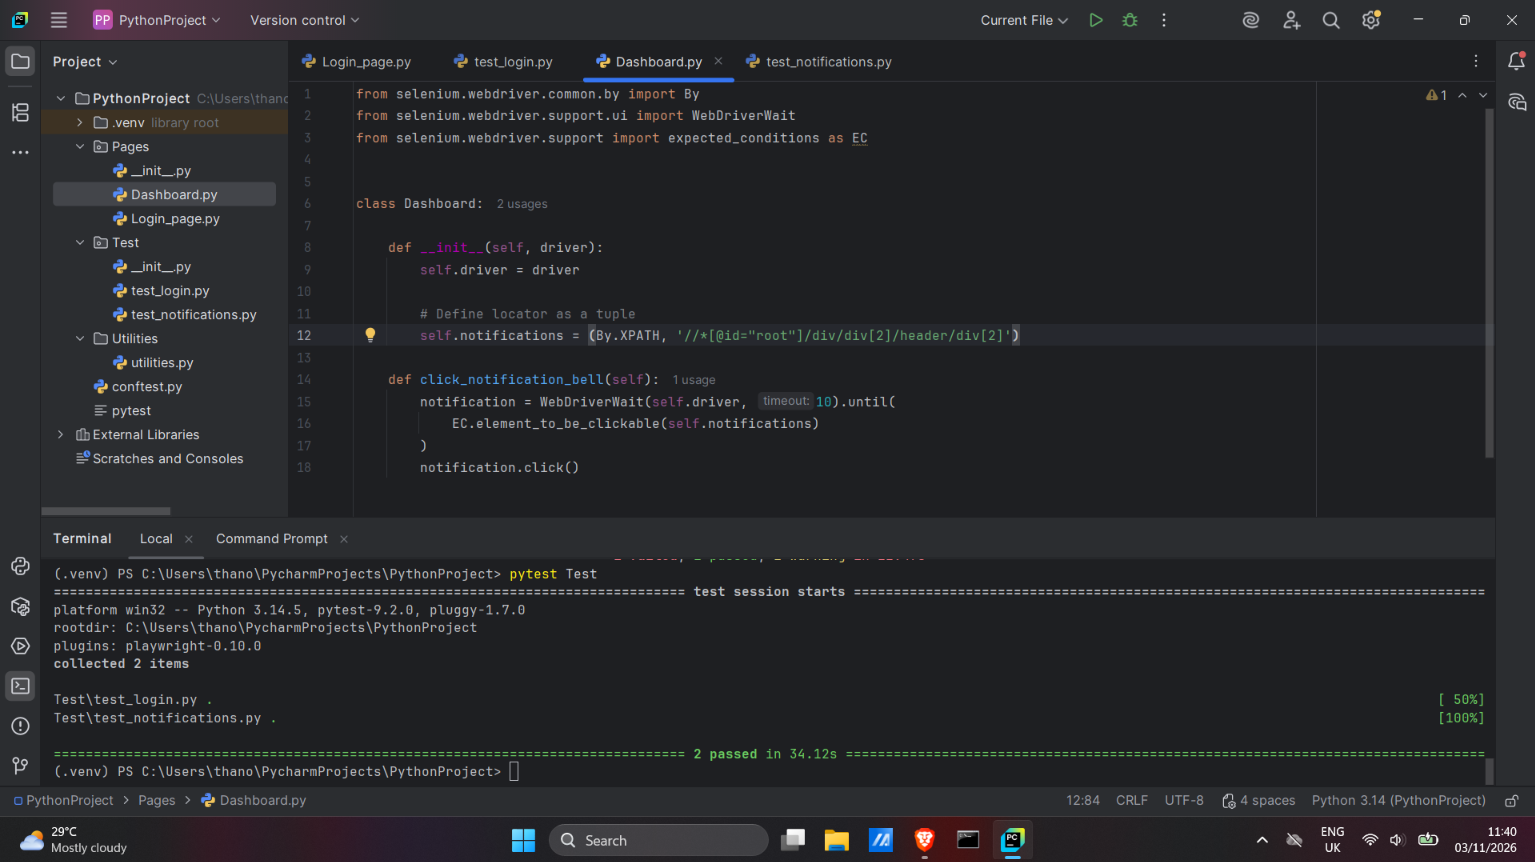 PP PythonProject Version control Current File
Project
Login_page.py test_login.py Dashboard.py test_notifications.py
PythonProject C:\Users\thano
.venv library root
Pages
__init__.py
Dashboard.py
Login_page.py
Test
__init__.py
test_login.py
test_notifications.py
Utilities
utilities.py
conftest.py
pytest
External Libraries
Scratches and Consoles
1 from selenium.webdriver.common.by import By
2 from selenium.webdriver.support.ui import WebDriverWait
3 from selenium.webdriver.support import expected_conditions as EC
4
5
6 class Dashboard: 2 usages
7
8 def __init__(self, driver):
9 self.driver = driver
10
11 # Define locator as a tuple
12 self.notifications = (By.XPATH, '//*[@id="root"]/div/div[2]/header/div[2]')
13
14 def click_notification_bell(self): 1 usage
15 notification = WebDriverWait(self.driver, timeout: 10).until(
16 EC.element_to_be_clickable(self.notifications)
17 )
18 notification.click()
1
Terminal Local Command Prompt
(.venv) PS C:\Users\thano\PycharmProjects\PythonProject> pytest Test
=============================================================================== test session starts ===============================================================================
platform win32 -- Python 3.14.5, pytest-9.2.0, pluggy-1.7.0
rootdir: C:\Users\thano\PycharmProjects\PythonProject
plugins: playwright-0.10.0
collected 2 items
Test\test_login.py . [ 50%]
Test\test_notifications.py . [100%]
=============================================================================== 2 passed in 34.12s ================================================================================
(.venv) PS C:\Users\thano\PycharmProjects\PythonProject>
PythonProject > Pages > Dashboard.py 12:84 CRLF UTF-8 4 spaces Python 3.14 (PythonProject)
29°C
Mostly cloudy
Search
ENG
UK
11:40
03/11/2026